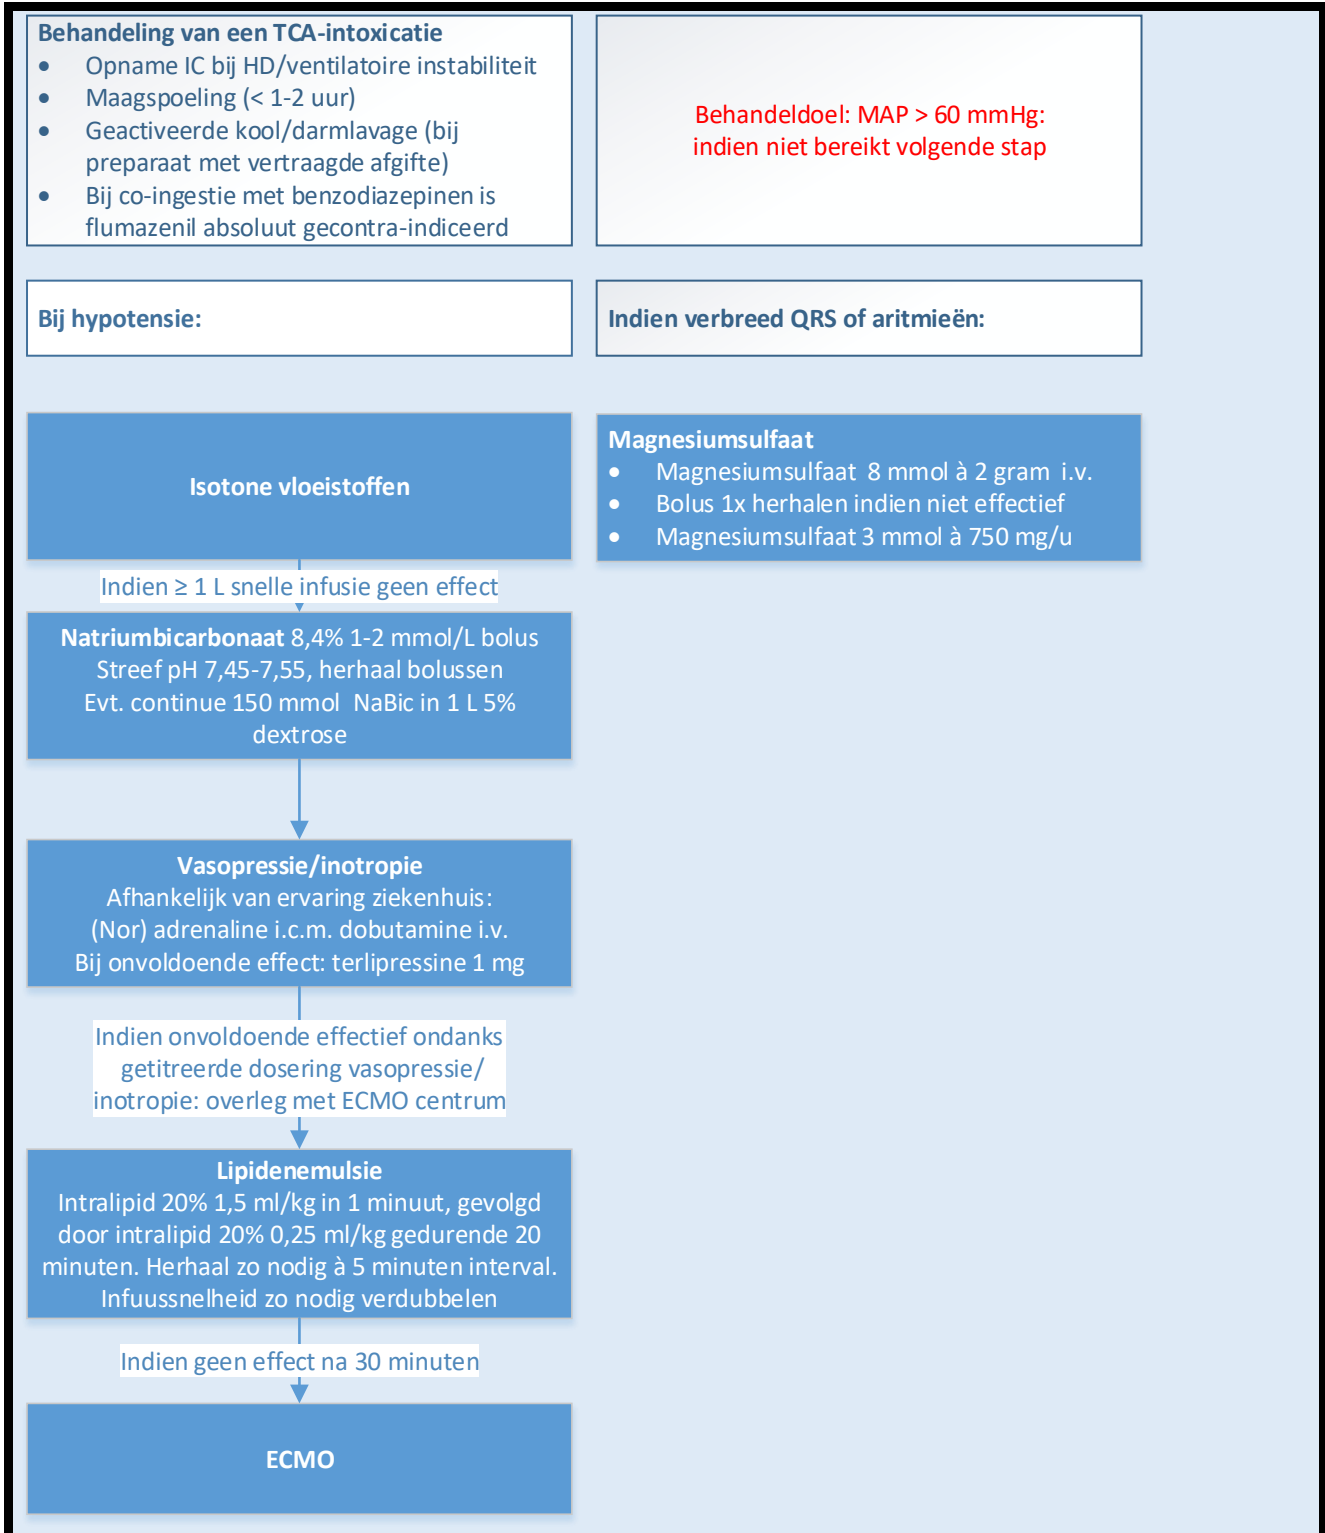 Behandeling van een TCA-intoxicatie
• Opname IC bij HD/ventilatoire instabiliteit
• Maagspoeling (< 1-2 uur)
• Geactiveerde kool/darmlavage (bij
preparaat met vertraagde afgifte)
• Bij co-ingestie met benzodiazepinen is
flumazenil absoluut gecontra-indiceerd
Behandeldoel: MAP > 60 mmHg:
indien niet bereikt volgende stap
Bij hypotensie:
Indien verbreed QRS of aritmieën:
Isotone vloeistoffen
Magnesiumsulfaat
• Magnesiumsulfaat 8 mmol à 2 gram i.v.
• Bolus 1x herhalen indien niet effectief
• Magnesiumsulfaat 3 mmol à 750 mg/u
Indien ≥ 1 L snelle infusie geen effect
Natriumbicarbonaat 8,4% 1-2 mmol/L bolus
Streef pH 7,45-7,55, herhaal bolussen
Evt. continue 150 mmol NaBic in 1 L 5%
dextrose
Vasopressie/inotropie
Afhankelijk van ervaring ziekenhuis:
(Nor) adrenaline i.c.m. dobutamine i.v.
Bij onvoldoende effect: terlipressine 1 mg
Indien onvoldoende effectief ondanks
getitreerde dosering vasopressie/
inotropie: overleg met ECMO centrum
Lipidenemulsie
Intralipid 20% 1,5 ml/kg in 1 minuut, gevolgd
door intralipid 20% 0,25 ml/kg gedurende 20
minuten. Herhaal zo nodig à 5 minuten interval.
Infuussnelheid zo nodig verdubbelen
Indien geen effect na 30 minuten
ECMO